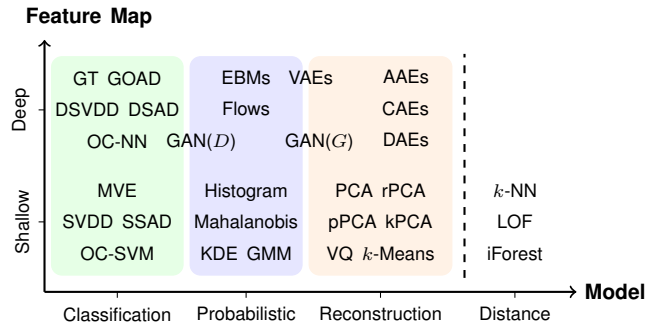 Feature Map
Deep
GT GOAD EBMs VAEs AAEs
DSVDD DSAD Flows CAEs
OC-NN GAN(D) GAN(G) DAEs
Shallow
MVE Histogram PCA rPCA k-NN
SVDD SSAD Mahalanobis pPCA kPCA LOF
OC-SVM KDE GMM VQ k-Means iForest
Model
Classification Probabilistic Reconstruction Distance